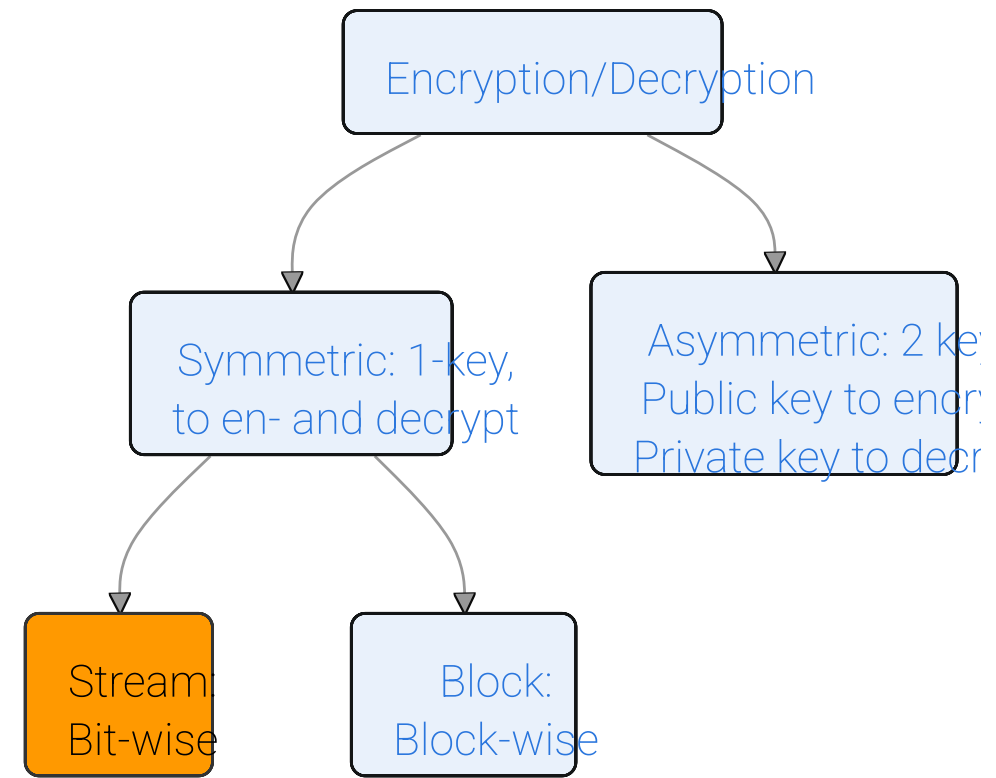 Encryption/Decryption
Symmetric: 1-key,
to en- and decrypt
Asymmetric: 2
Public key to
Private key to
Stream:
Bit-wise
Block:
Block-wise